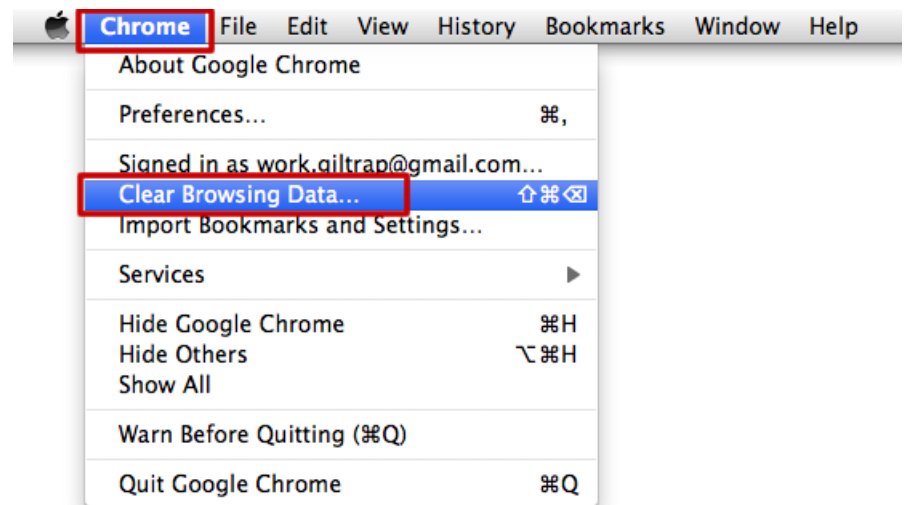 Chrome File Edit View History Bookmarks Window Help
About Google Chrome
Preferences... ⌘,
Signed in as work.giltrap@gmail.com...
Clear Browsing Data... ⇧⌘⌫
Import Bookmarks and Settings...
Services ▶
Hide Google Chrome ⌘H
Hide Others ⌥⌘H
Show All
Warn Before Quitting (⌘Q)
Quit Google Chrome ⌘Q